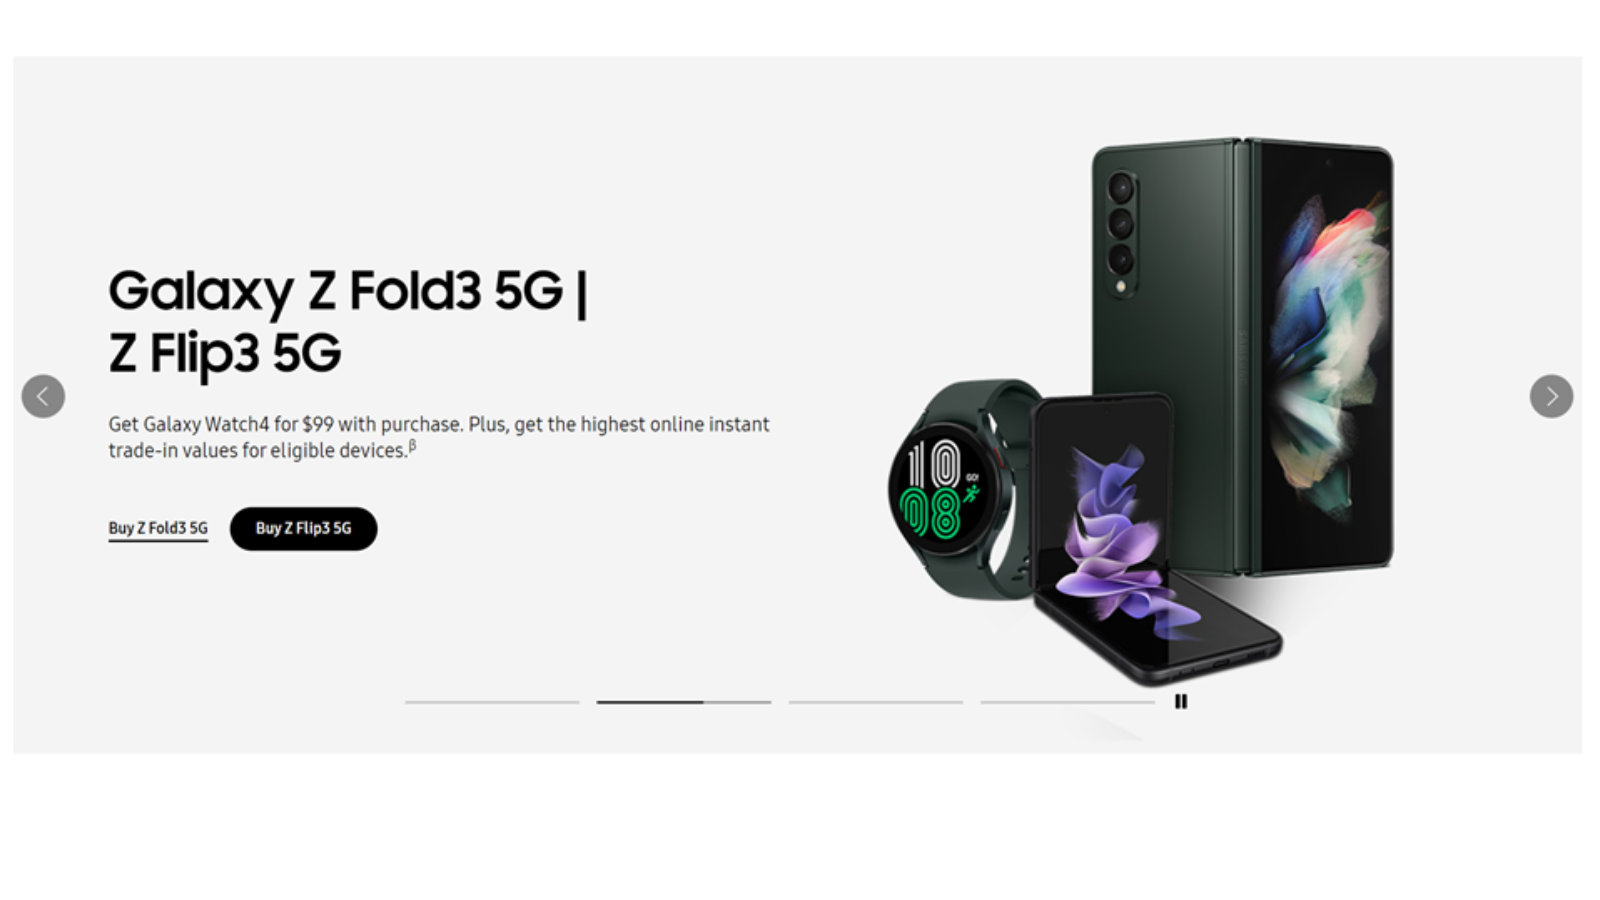 Galaxy Z Fold3 5G |
Z Flip3 5G
Get Galaxy Watch4 for $99 with purchase. Plus, get the highest online instant
trade-in values for eligible devices.β
Buy Z Fold3 5G
Buy Z Flip3 5G
10
08
GO!
SAMSUNG